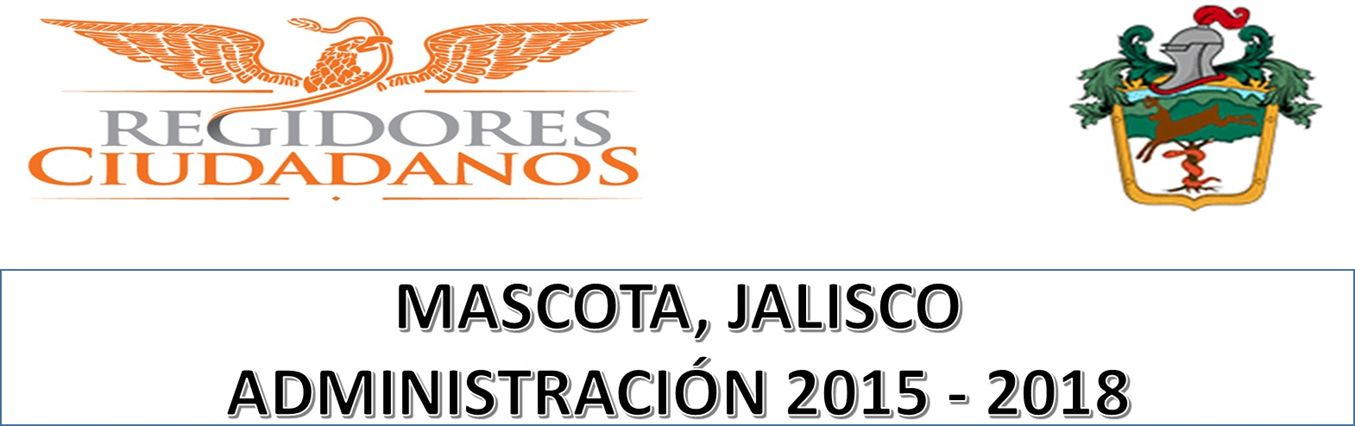 REGIDORES
CIUDADANOS
MASCOTA, JALISCO
ADMINISTRACIÓN 2015 - 2018